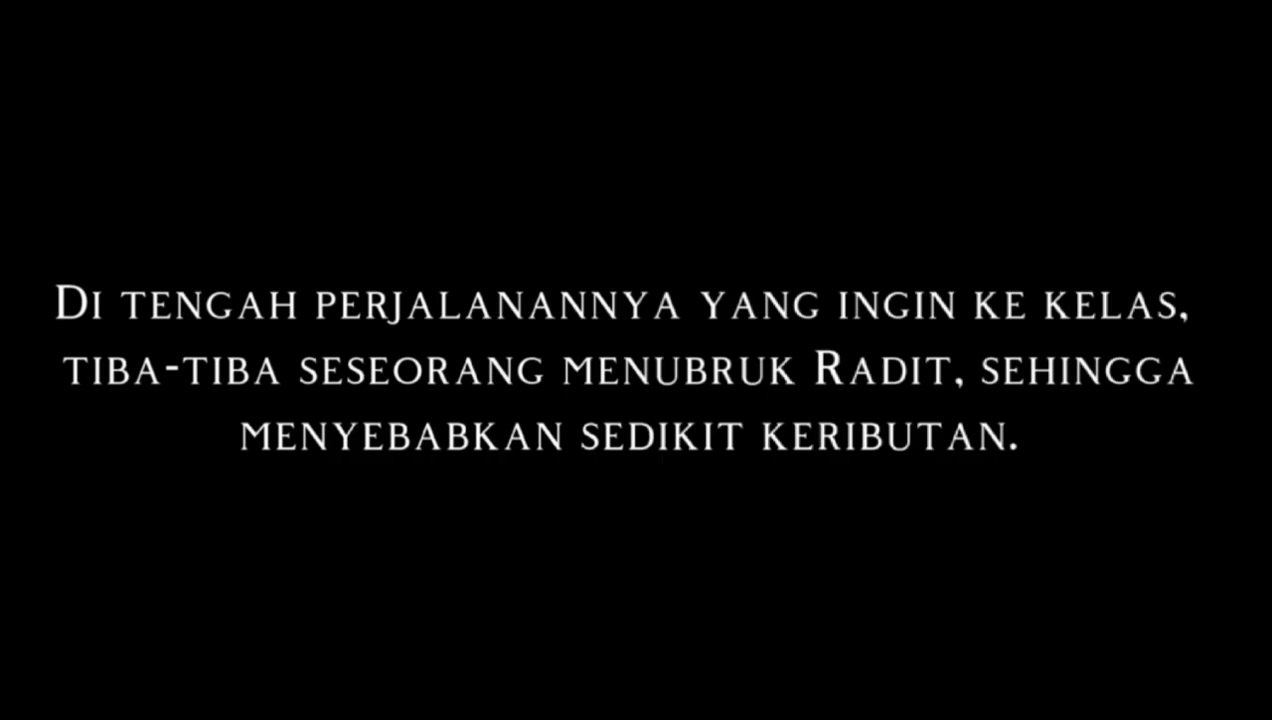 Di tengah perjalanannya yang ingin ke kelas,
tiba-tiba seseorang menubruk Radit, sehingga
menyebabkan sedikit keributan.